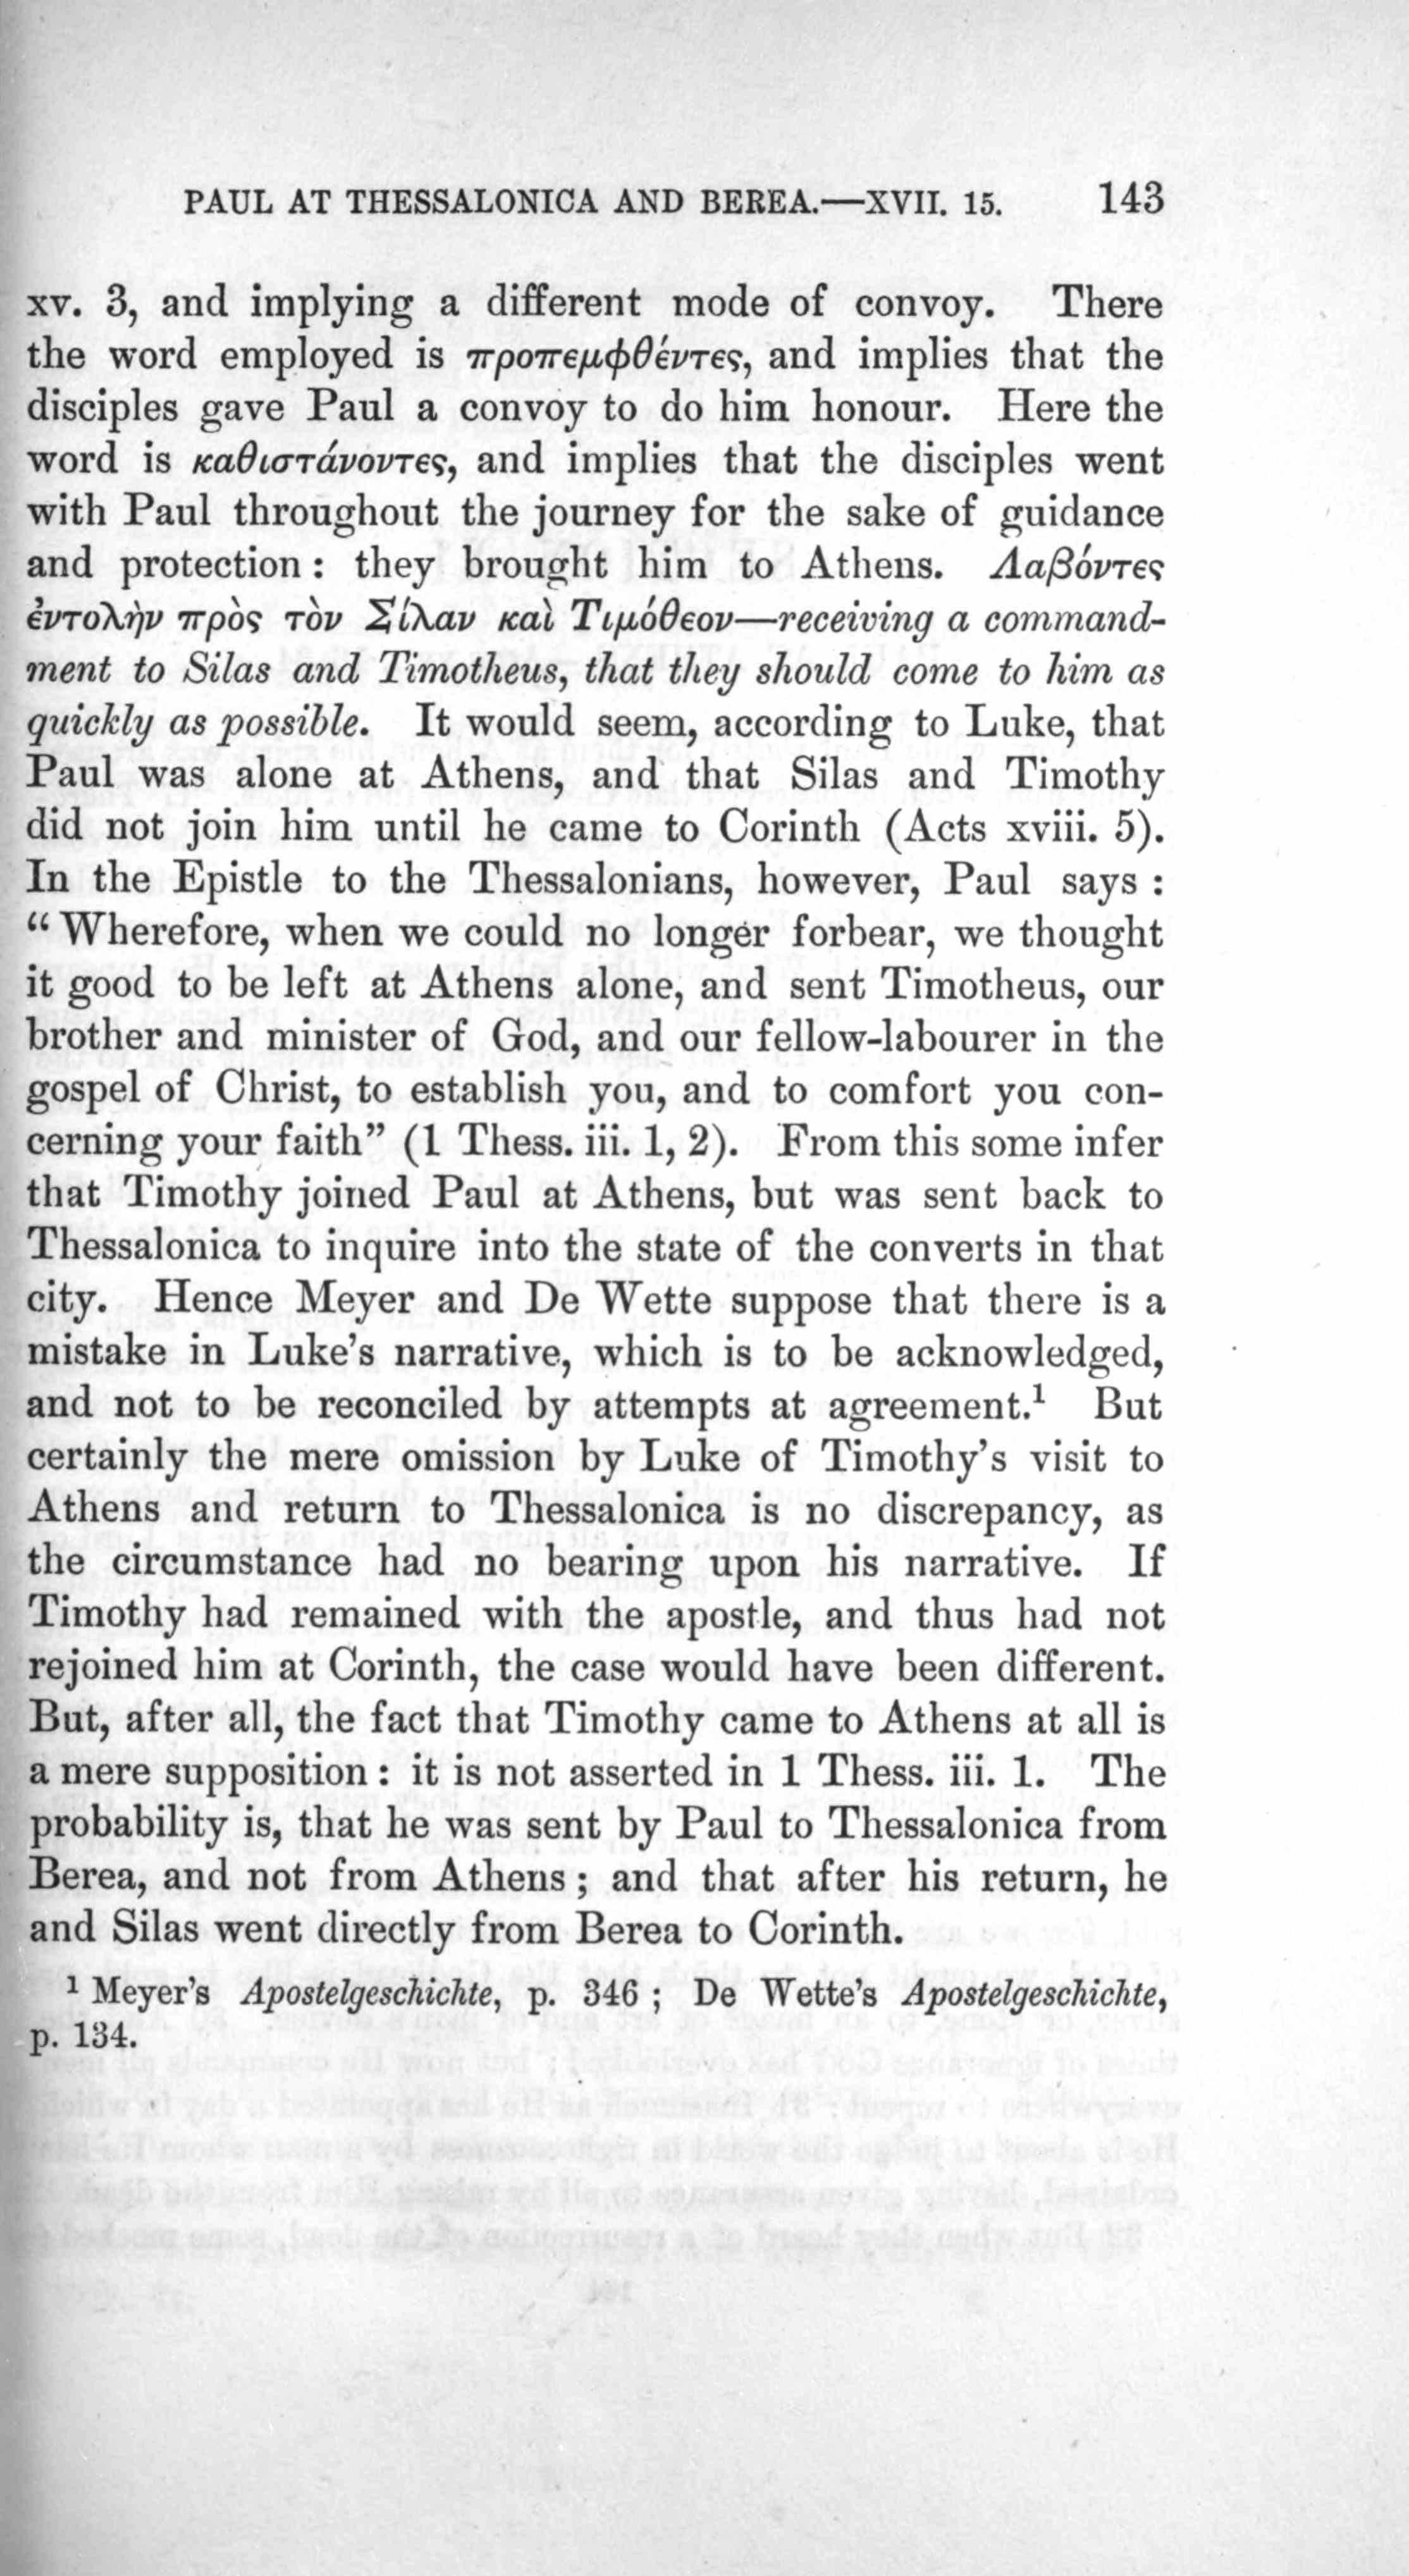 PAUL AT THESSALONICA AND BEREA.—XVII. 15. 143
xv. 3, and implying a different mode of convoy. There
the word employed is προπεμφθέντες, and implies that the
disciples gave Paul a convoy to do him honour. Here the
word is καθιστάνοντες, and implies that the disciples went
with Paul throughout the journey for the sake of guidance
and protection : they brought him to Athens. Λαβόντες
ἐντολὴν πρὸς τὸν Σίλαν καὶ Τιμόθεον—receiving a command-
ment to Silas and Timotheus, that they should come to him as
quickly as possible. It would seem, according to Luke, that
Paul was alone at Athens, and that Silas and Timothy
did not join him until he came to Corinth (Acts xviii. 5).
In the Epistle to the Thessalonians, however, Paul says :
“ Wherefore, when we could no longer forbear, we thought
it good to be left at Athens alone, and sent Timotheus, our
brother and minister of God, and our fellow-labourer in the
gospel of Christ, to establish you, and to comfort you con-
cerning your faith” (1 Thess. iii. 1, 2). From this some infer
that Timothy joined Paul at Athens, but was sent back to
Thessalonica to inquire into the state of the converts in that
city. Hence Meyer and De Wette suppose that there is a
mistake in Luke’s narrative, which is to be acknowledged,
and not to be reconciled by attempts at agreement.¹ But
certainly the mere omission by Luke of Timothy’s visit to
Athens and return to Thessalonica is no discrepancy, as
the circumstance had no bearing upon his narrative. If
Timothy had remained with the apostle, and thus had not
rejoined him at Corinth, the case would have been different.
But, after all, the fact that Timothy came to Athens at all is
a mere supposition : it is not asserted in 1 Thess. iii. 1. The
probability is, that he was sent by Paul to Thessalonica from
Berea, and not from Athens ; and that after his return, he
and Silas went directly from Berea to Corinth.
¹ Meyer’s Apostelgeschichte, p. 346 ; De Wette’s Apostelgeschichte,
p. 134.